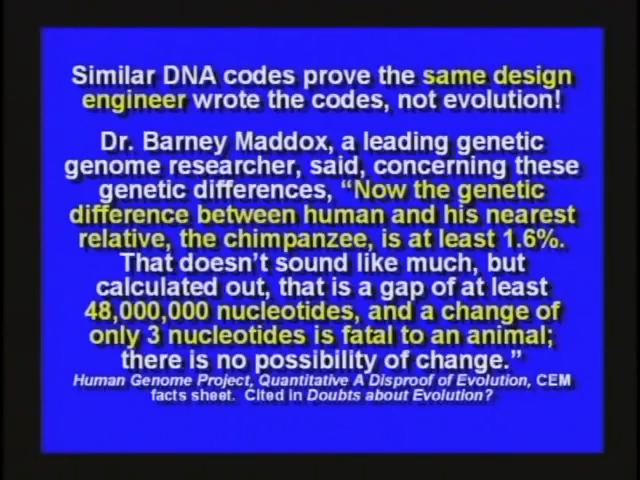 Similar DNA codes prove the same design
engineer wrote the codes, not evolution!
Dr. Barney Maddox, a leading genetic
genome researcher, said, concerning these
genetic differences, “Now the genetic
difference between human and his nearest
relative, the chimpanzee, is at least 1.6%.
That doesn’t sound like much, but
calculated out, that is a gap of at least
48,000,000 nucleotides, and a change of
only 3 nucleotides is fatal to an animal;
there is no possibility of change.”
Human Genome Project, Quantitative A Disproof of Evolution, CEM
facts sheet. Cited in Doubts about Evolution?